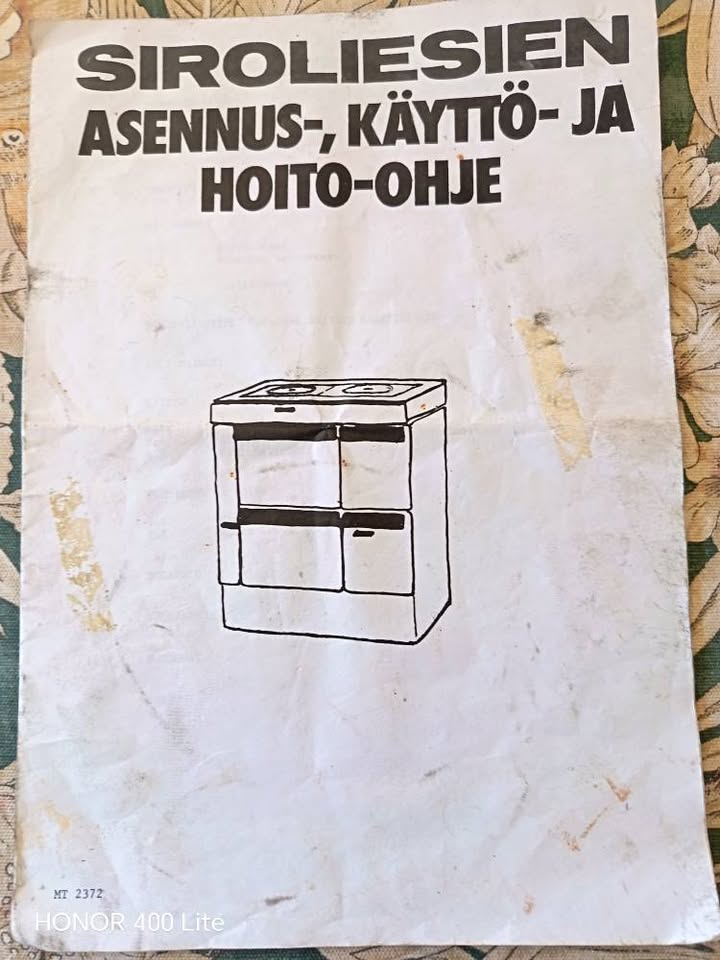 SIROLIESIEN
ASENNUS-, KÄYTTÖ- JA
HOITO-OHJE
MT 2372
HONOR 400 Lite